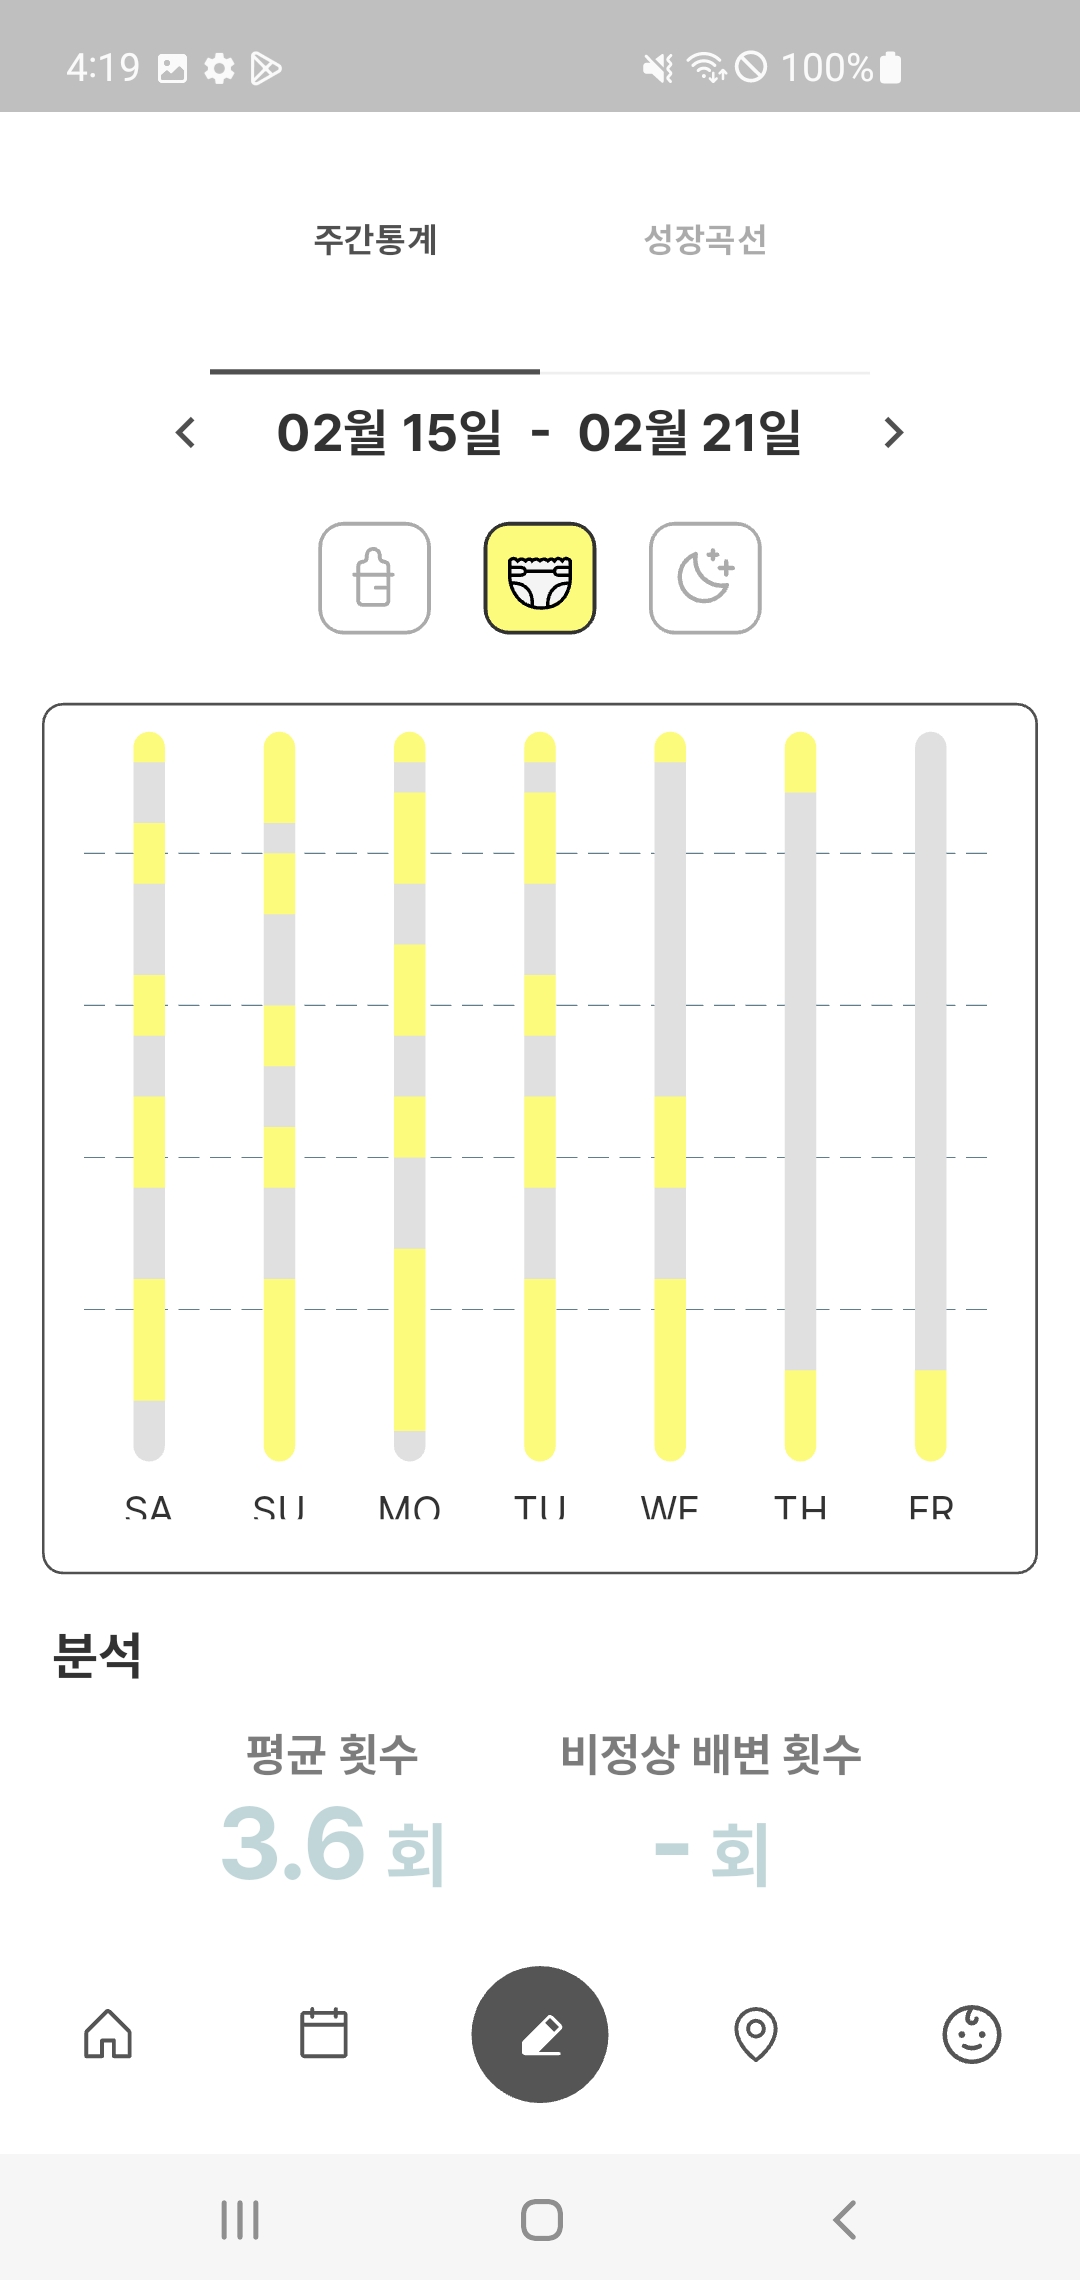 4:19 100%
주간통계 성장곡선
02월 15일 - 02월 21일
SA SU MO TU WE TH FR
분석
평균 횟수 비정상 배변 횟수
3.6 회 - 회